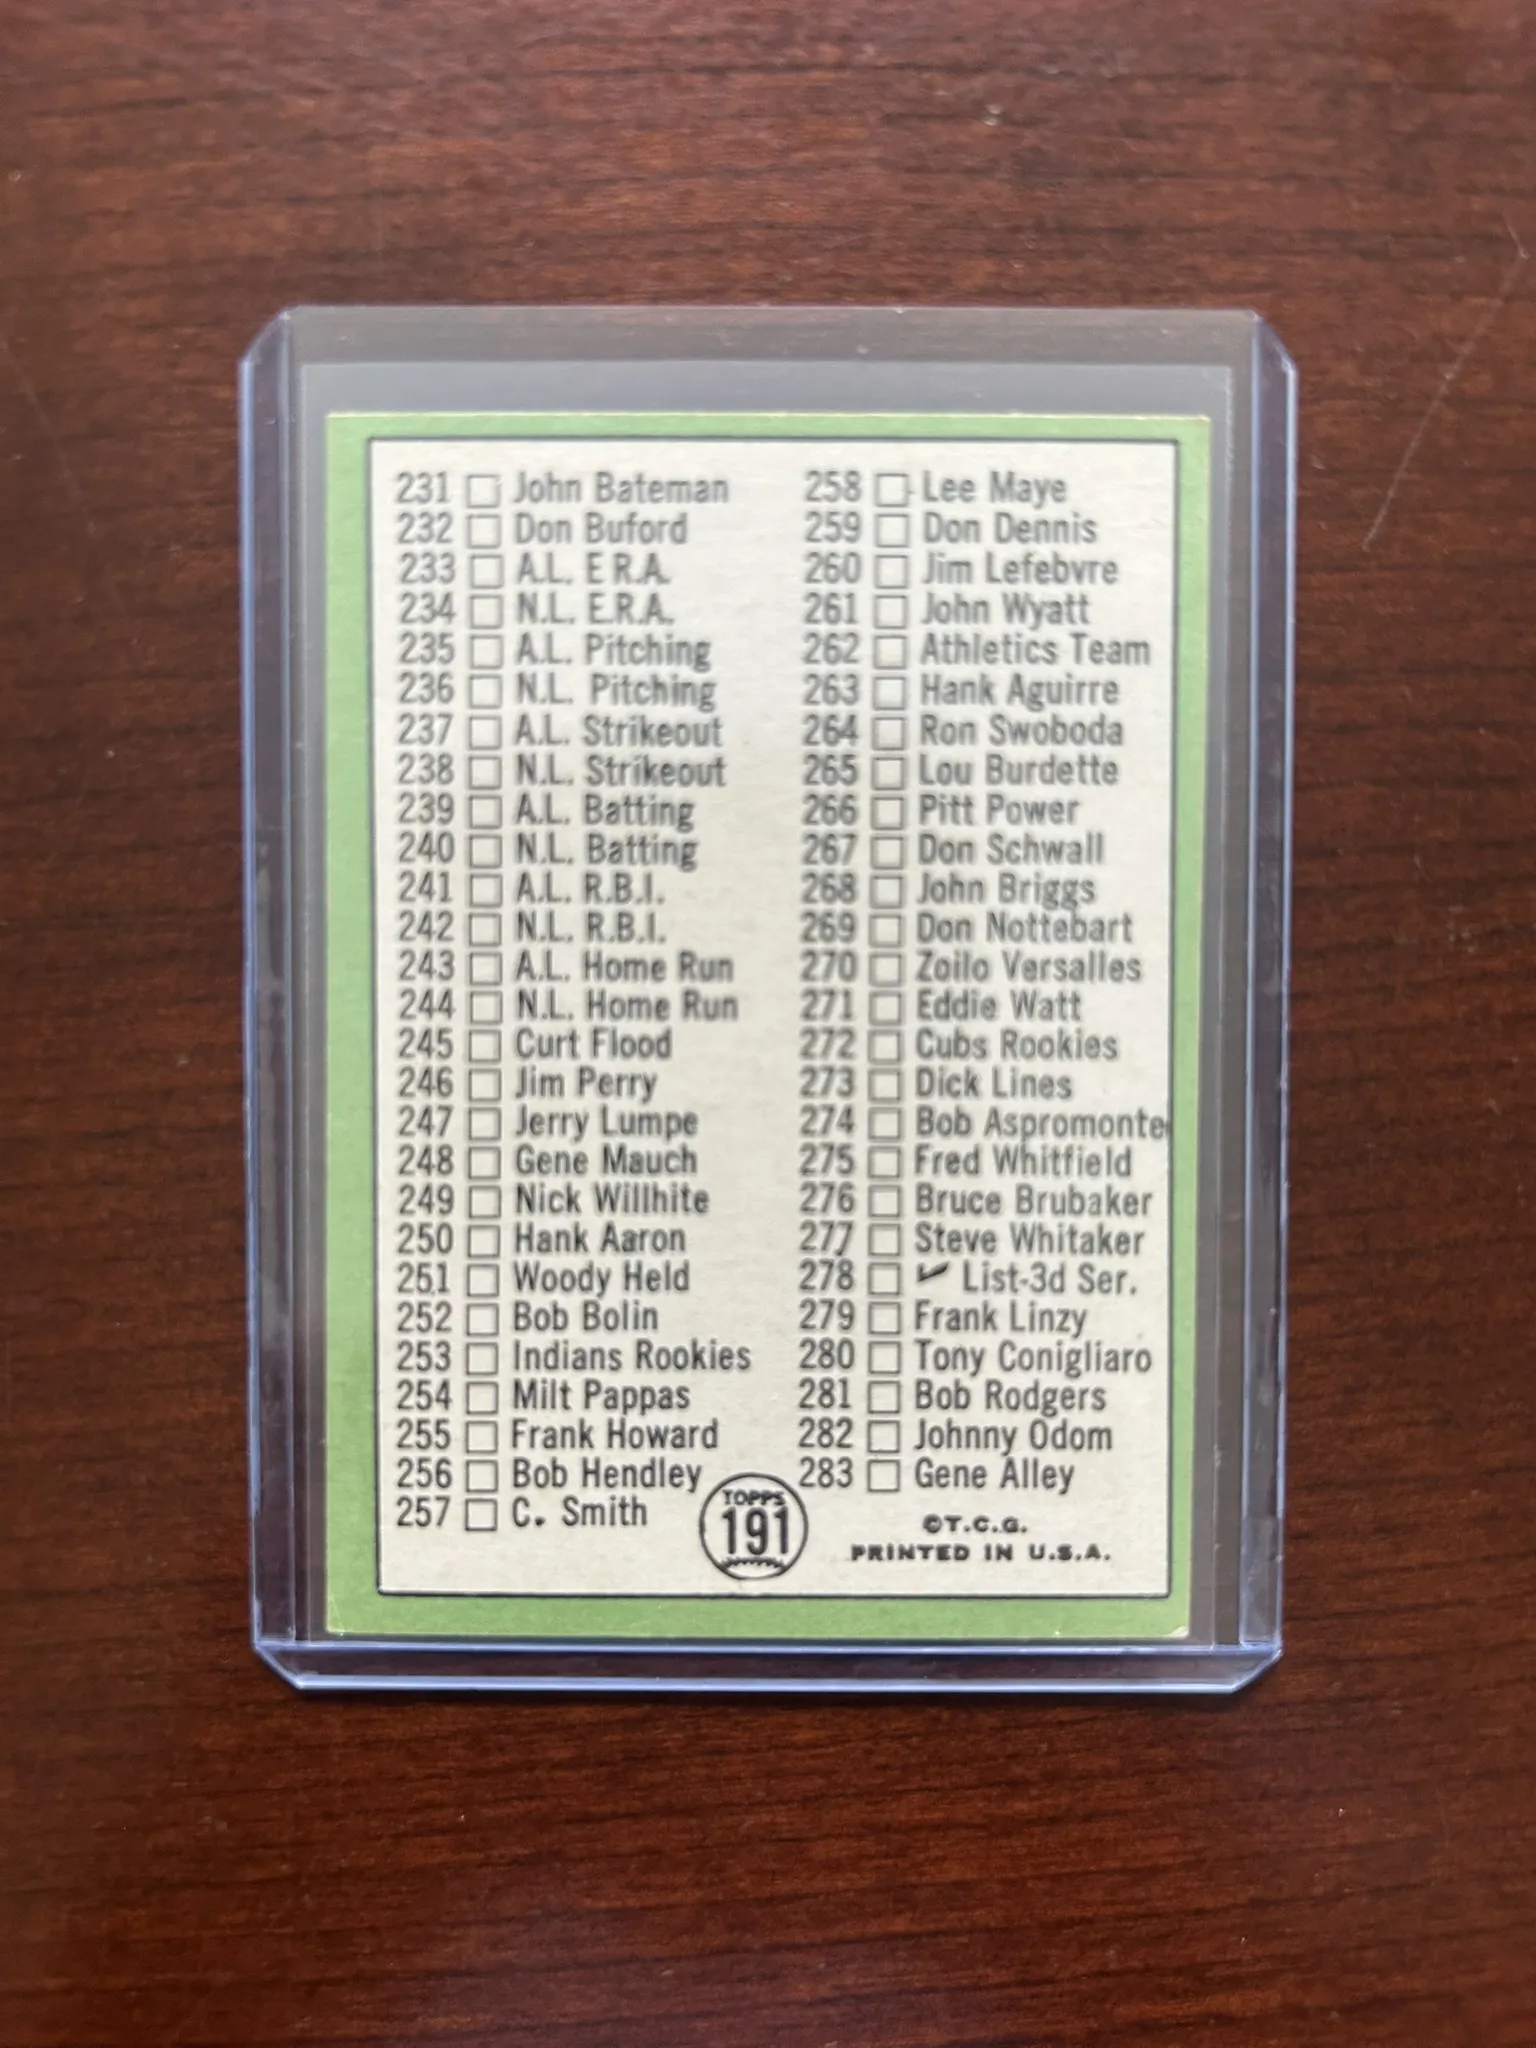 231 John Bateman
232 Don Buford
233 A.L. E R.A.
234 N.L. E.R.A.
235 A.L. Pitching
236 N.L. Pitching
237 A.L. Strikeout
238 N.L. Strikeout
239 A.L. Batting
240 N.L. Batting
241 A.L. R.B.I.
242 N.L. R.B.I.
243 A.L. Home Run
244 N.L. Home Run
245 Curt Flood
246 Jim Perry
247 Jerry Lumpe
248 Gene Mauch
249 Nick Willhite
250 Hank Aaron
251 Woody Held
252 Bob Bolin
253 Indians Rookies
254 Milt Pappas
255 Frank Howard
256 Bob Hendley
257 C. Smith
258 Lee Maye
259 Don Dennis
260 Jim Lefebvre
261 John Wyatt
262 Athletics Team
263 Hank Aguirre
264 Ron Swoboda
265 Lou Burdette
266 Pitt Power
267 Don Schwall
268 John Briggs
269 Don Nottebart
270 Zoilo Versalles
271 Eddie Watt
272 Cubs Rookies
273 Dick Lines
274 Bob Aspromonte
275 Fred Whitfield
276 Bruce Brubaker
277 Steve Whitaker
278 ✓ List-3d Ser.
279 Frank Linzy
280 Tony Conigliaro
281 Bob Rodgers
282 Johnny Odom
283 Gene Alley
TOPPS
191
©T.C.G.
PRINTED IN U.S.A.